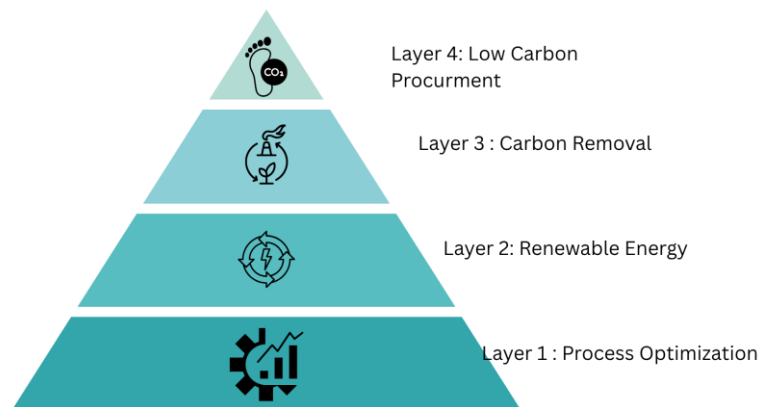 Layer 4: Low Carbon
Procurment
CO₂
Layer 3 : Carbon Removal
Layer 2: Renewable Energy
Layer 1 : Process Optimization